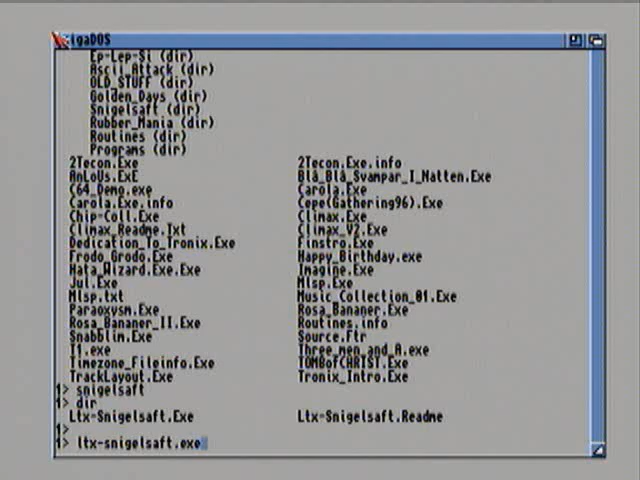 igaDOS
Ep-Lep-Si (dir)
Ascii_Attack (dir)
OLD_STUFF (dir)
Golden_Days (dir)
Snigelsaft (dir)
Rubber_Mania (dir)
Routines (dir)
Programs (dir)
2Tecon.Exe 2Tecon.Exe.info
AnLoUs.ExE Blå_Blå_Svampar_I_Natten.Exe
C64_Demo.exe Carola.Exe
Carola.Exe.info Cepe(Gathering96).Exe
Chip-Coll.Exe Climax.Exe
Climax_Readme.Txt Climax_V2.Exe
Dedication_To_Tronix.Exe Finstro.Exe
Frodo_Grodo.Exe Happy_Birthday.exe
Hata_Wizard.Exe.Exe Imagine.Exe
Jul.Exe Mlsp.Exe
Mlsp.txt Music_Collection_01.Exe
Paraoxysm.Exe Rosa_Bananer.Exe
Rosa_Bananer_II.Exe Routines.info
Snabblim.Exe Source.Ftr
T1.exe Three_men_and_A.exe
Timezone_Fileinfo.Exe TOMBofCHRIST.Exe
TrackLayout.Exe Tronix_Intro.Exe
1> snigelsaft
1> dir
Ltx-Snigelsaft.Exe Ltx-Snigelsaft.Readme
1>
1> ltx-snigelsaft.exe